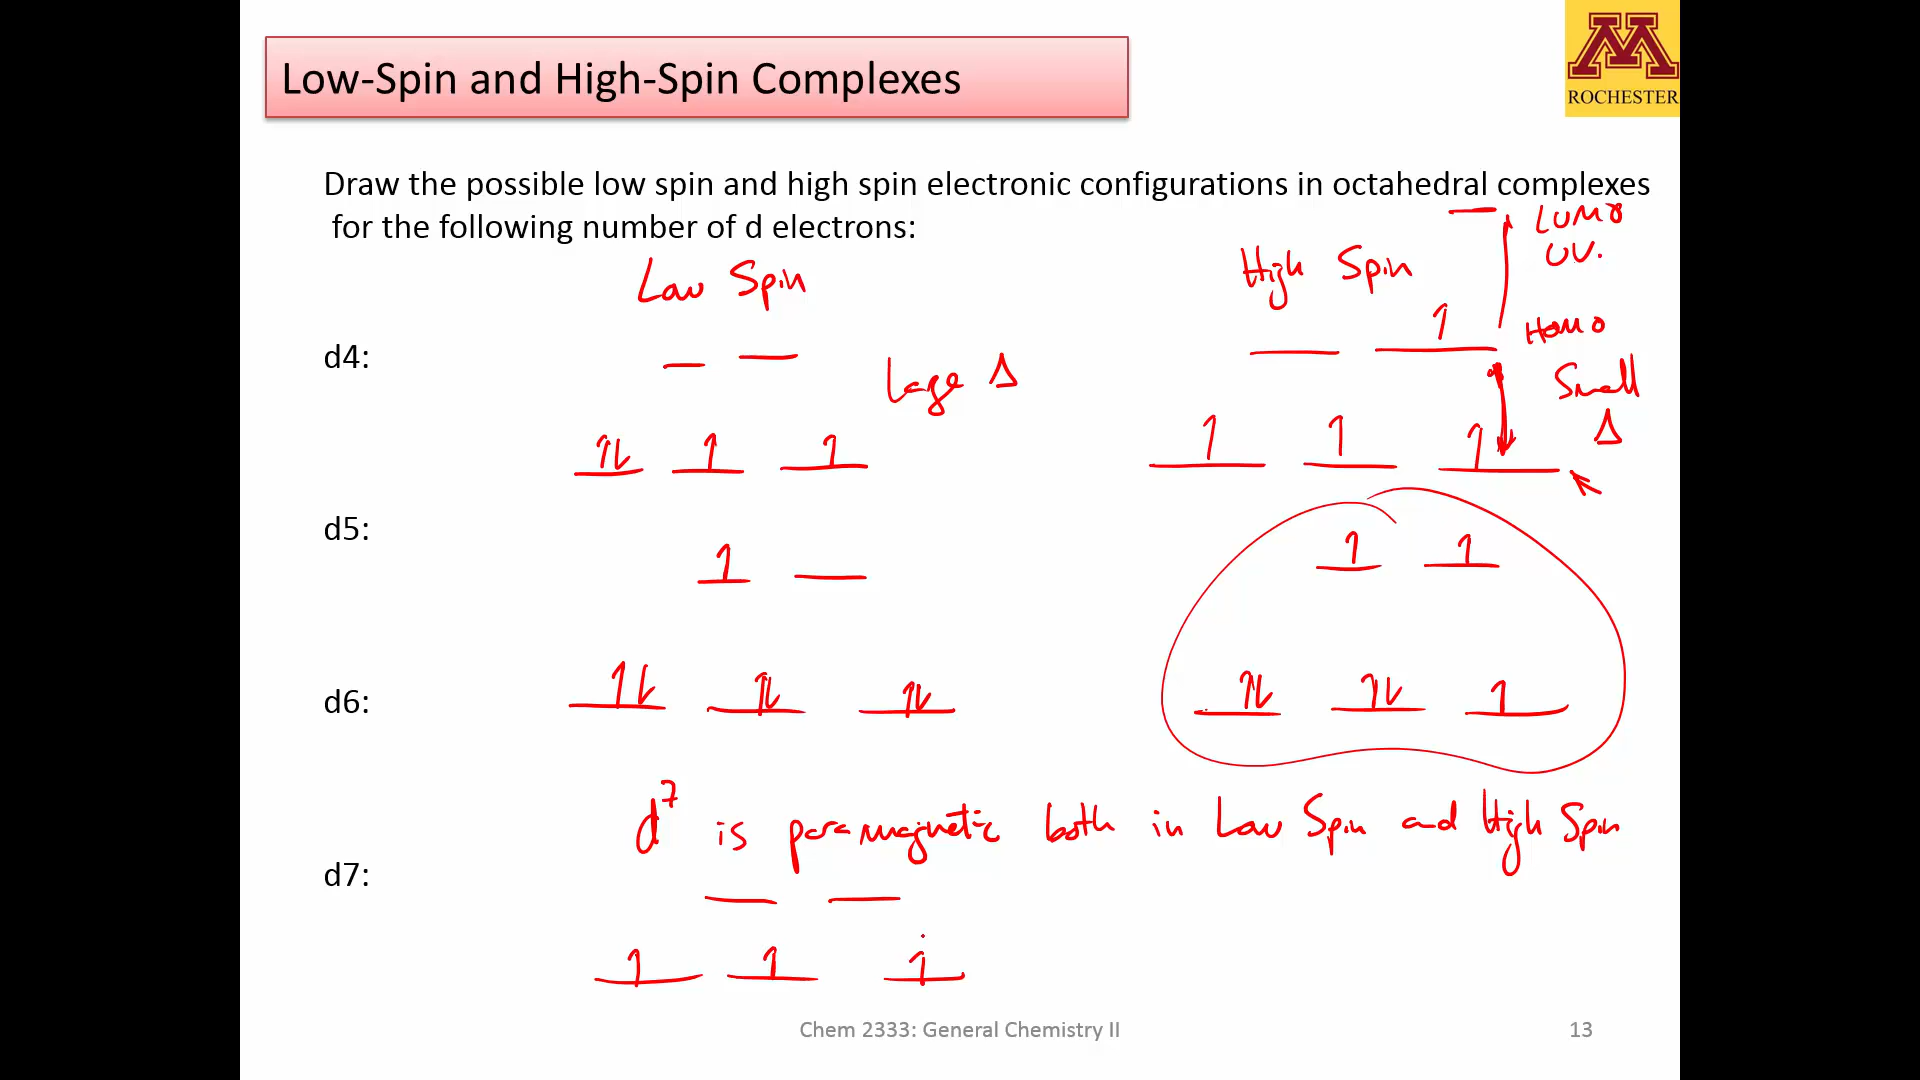 Low-Spin and High-Spin Complexes
M
ROCHESTER
Draw the possible low spin and high spin electronic configurations in octahedral complexes
for the following number of d electrons:
Low Spin
High Spin
LUMO
UV.
HOMO
d4:
Large Δ
Small
Δ
d5:
d6:
d⁷ is paramagnetic both in Low Spin and High Spin
d7:
Chem 2333: General Chemistry II
13